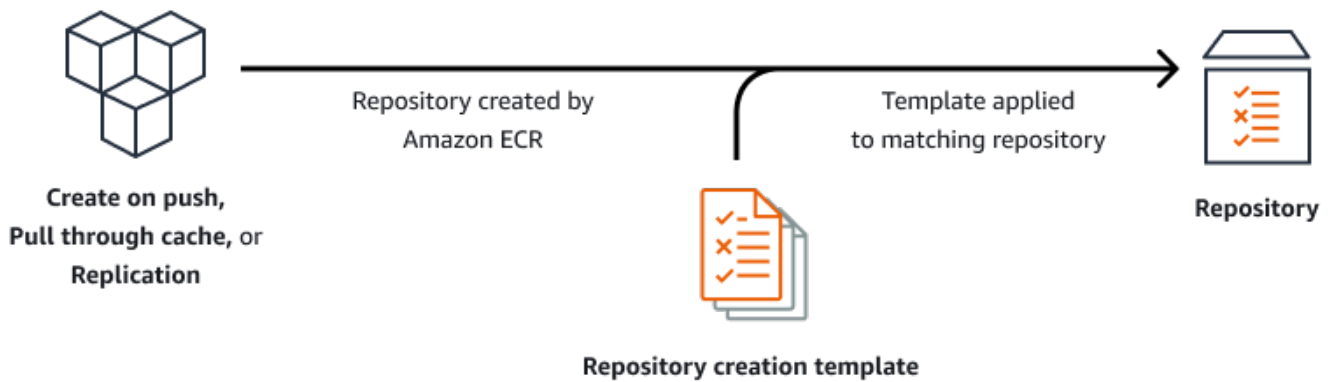 Repository created by
Amazon ECR
Template applied
to matching repository
Create on push,
Pull through cache, or
Replication
Repository creation template
Repository